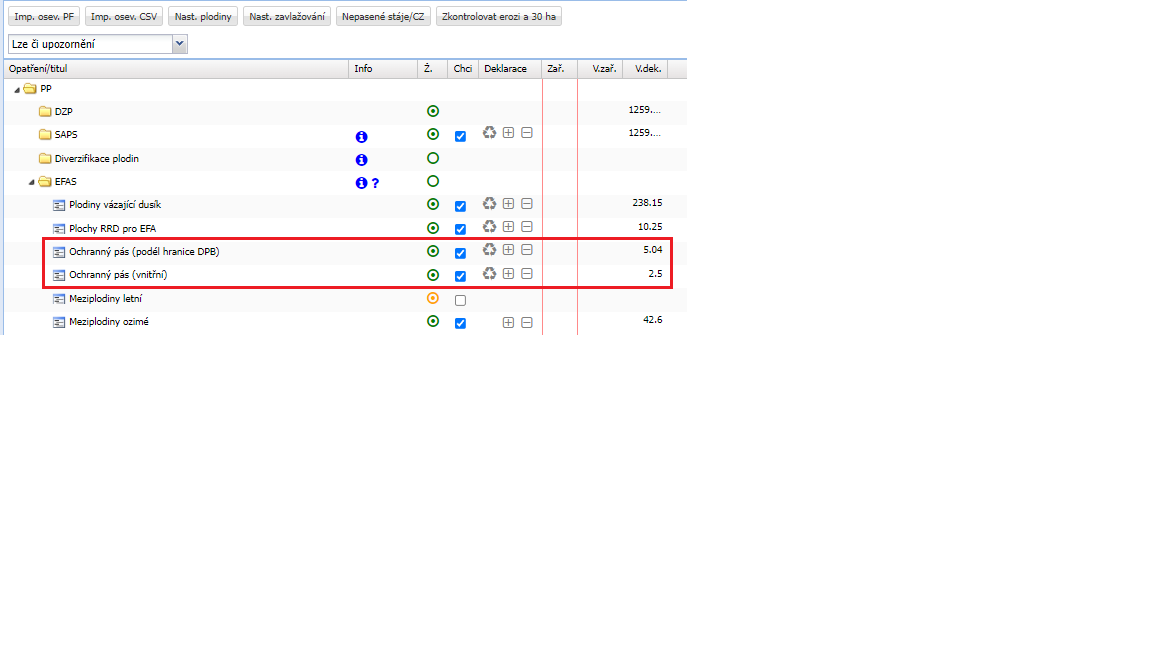 Imp. osev. PF Imp. osev. CSV Nast. plodiny Nast. zavlažování Nepasené stáje/CZ Zkontrolovat erozi a 30 ha
Lze či upozornění
Opatření/titul Info Ž. Chci Deklarace Zař. V.zař. V.dek.
PP
DZP 1259....
SAPS 1259....
Diverzifikace plodin
EFAS ?
Plodiny vázající dusík 238.15
Plochy RRD pro EFA 10.25
Ochranný pás (podél hranice DPB) 5.04
Ochranný pás (vnitřní) 2.5
Meziplodiny letní
Meziplodiny ozimé 42.6